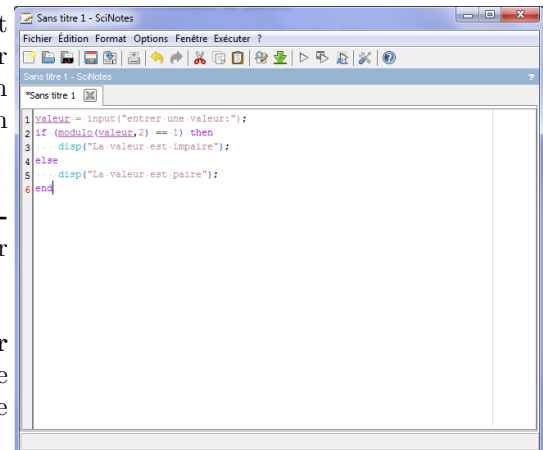 t
r
n
n
-
r
r
e
e
Sans titre 1 - SciNotes
Fichier Édition Format Options Fenêtre Exécuter ?
Sans titre 1 - SciNotes ?
*Sans titre 1
1 valeur = input("entrer une valeur:");
2 if (modulo(valeur,2) == 1) then
3 disp("La valeur est impaire");
4 else
5 disp("La valeur est paire");
6 end